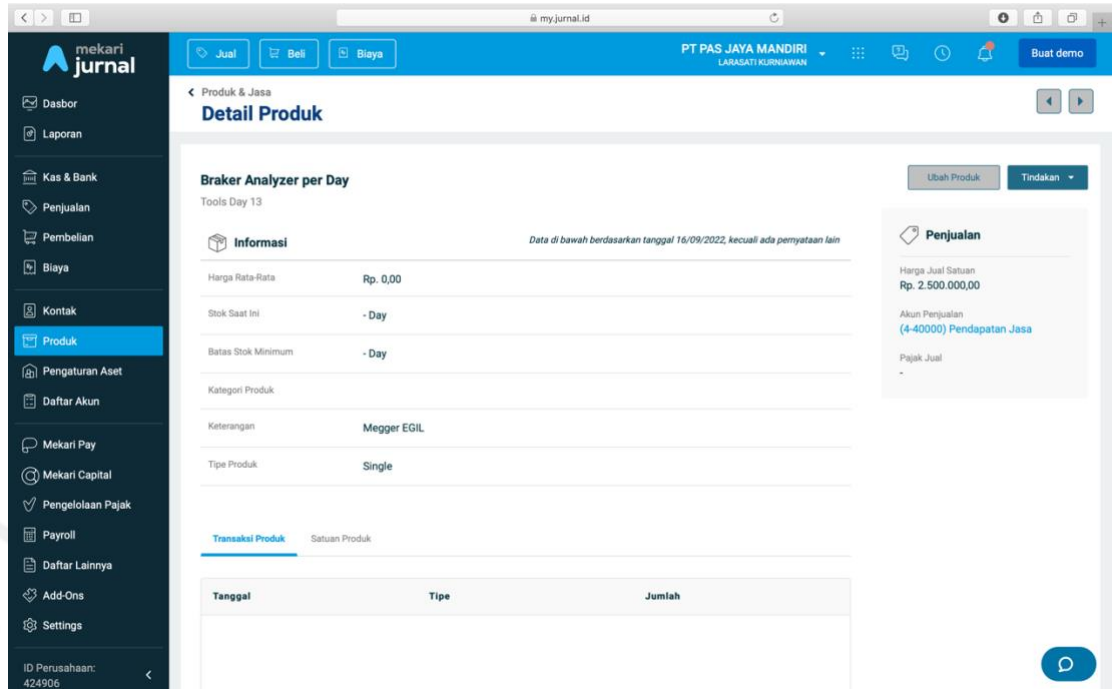 my.jurnal.id
mekari
jurnal
Jual
Beli
Biaya
PT PAS JAYA MANDIRI
LARASATI KURNIAWAN
Buat demo
Dasbor
Laporan
Kas & Bank
Penjualan
Pembelian
Biaya
Kontak
Produk
Pengaturan Aset
Daftar Akun
Mekari Pay
Mekari Capital
Pengelolaan Pajak
Payroll
Daftar Lainnya
Add-Ons
Settings
ID Perusahaan:
424906
Produk & Jasa
Detail Produk
Braker Analyzer per Day
Tools Day 13
Ubah Produk
Tindakan
Informasi
Data di bawah berdasarkan tanggal 16/09/2022, kecuali ada pernyataan lain
Harga Rata-Rata
Rp. 0,00
Stok Saat Ini
- Day
Batas Stok Minimum
- Day
Kategori Produk
Keterangan
Megger EGIL
Tipe Produk
Single
Penjualan
Harga Jual Satuan
Rp. 2.500.000,00
Akun Penjualan
(4-40000) Pendapatan Jasa
Pajak Jual
-
Transaksi Produk
Satuan Produk
Tanggal
Tipe
Jumlah